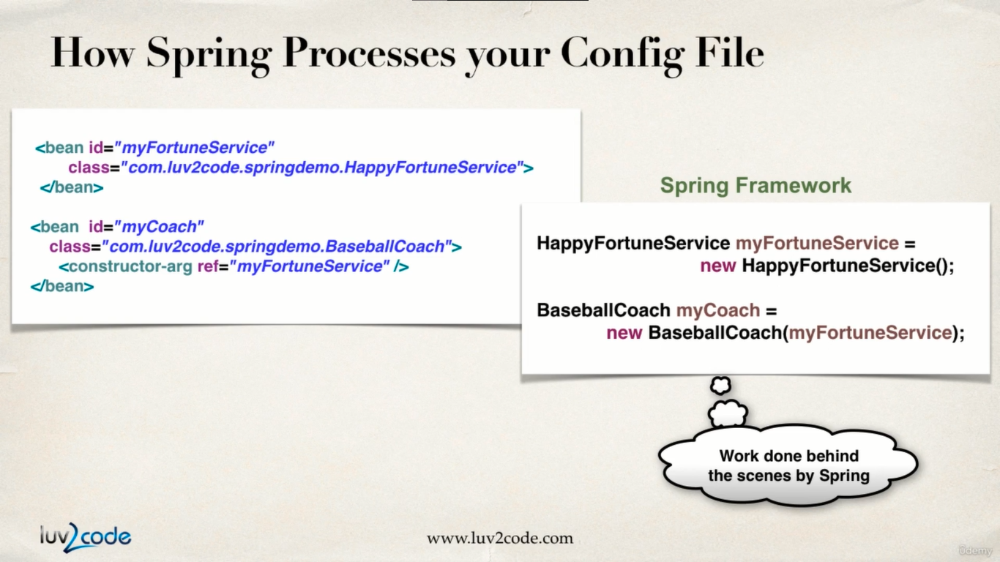 How Spring Processes your Config File
<bean id="myFortuneService"
class="com.luv2code.springdemo.HappyFortuneService">
</bean>
<bean id="myCoach"
class="com.luv2code.springdemo.BaseballCoach">
<constructor-arg ref="myFortuneService" />
</bean>
Spring Framework
HappyFortuneService myFortuneService =
new HappyFortuneService();
BaseballCoach myCoach =
new BaseballCoach(myFortuneService);
Work done behind
the scenes by Spring
luv2code
www.luv2code.com
ûdemy